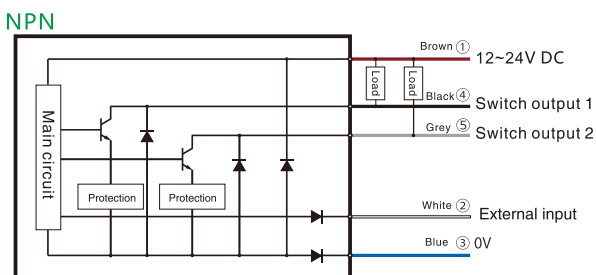 NPN
Brown ① 12~24V DC
Load
Load
Black ④ Switch output 1
Grey ⑤ Switch output 2
Main circuit
Protection
Protection
White ② External input
Blue ③ 0V